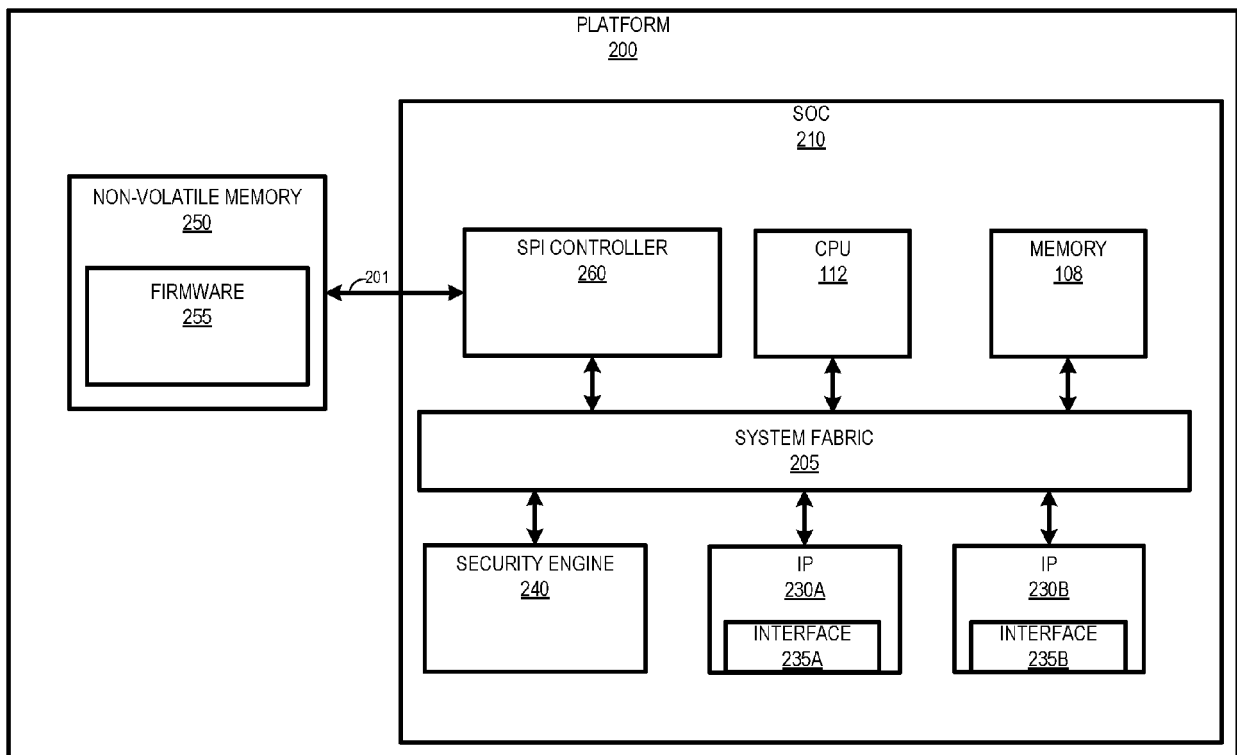 PLATFORM
200
SOC
210
NON-VOLATILE MEMORY
250
FIRMWARE
255
201
SPI CONTROLLER
260
CPU
112
MEMORY
108
SYSTEM FABRIC
205
SECURITY ENGINE
240
IP
230A
INTERFACE
235A
IP
230B
INTERFACE
235B